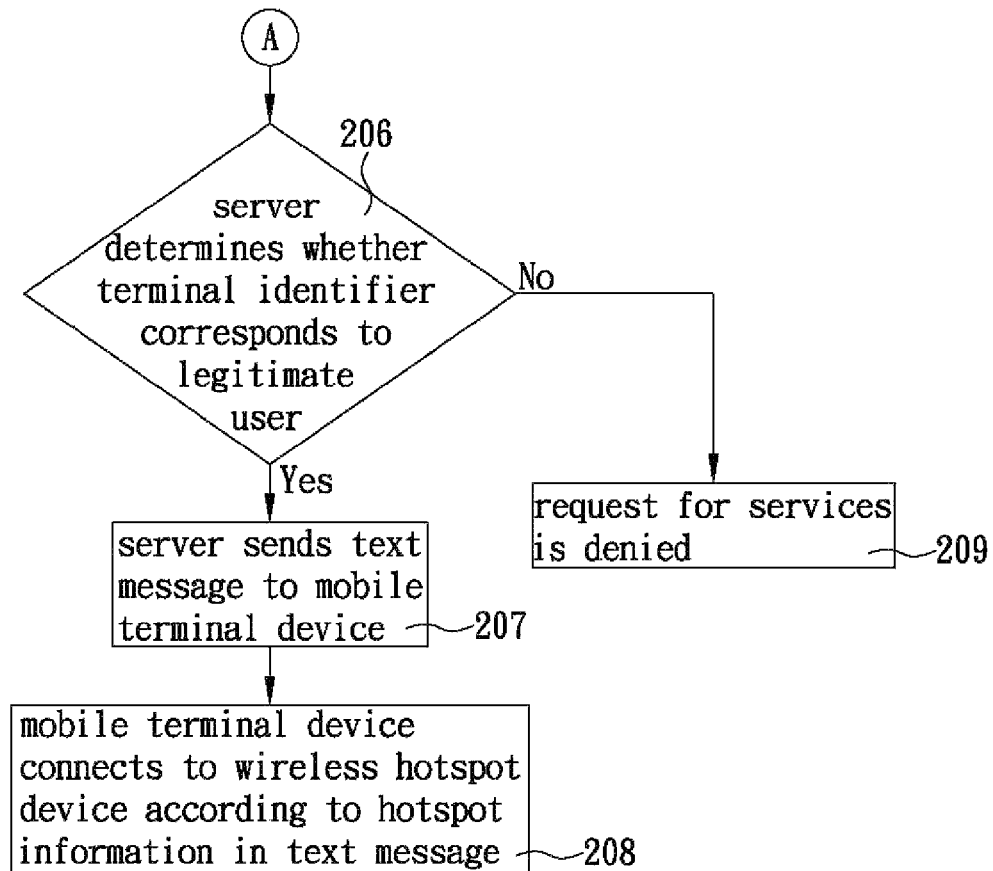 A
206
server
determines whether
terminal identifier
corresponds to
legitimate
user
No
Yes
server sends text
message to mobile
terminal device
207
request for services
is denied
209
mobile terminal device
connects to wireless hotspot
device according to hotspot
information in text message
208